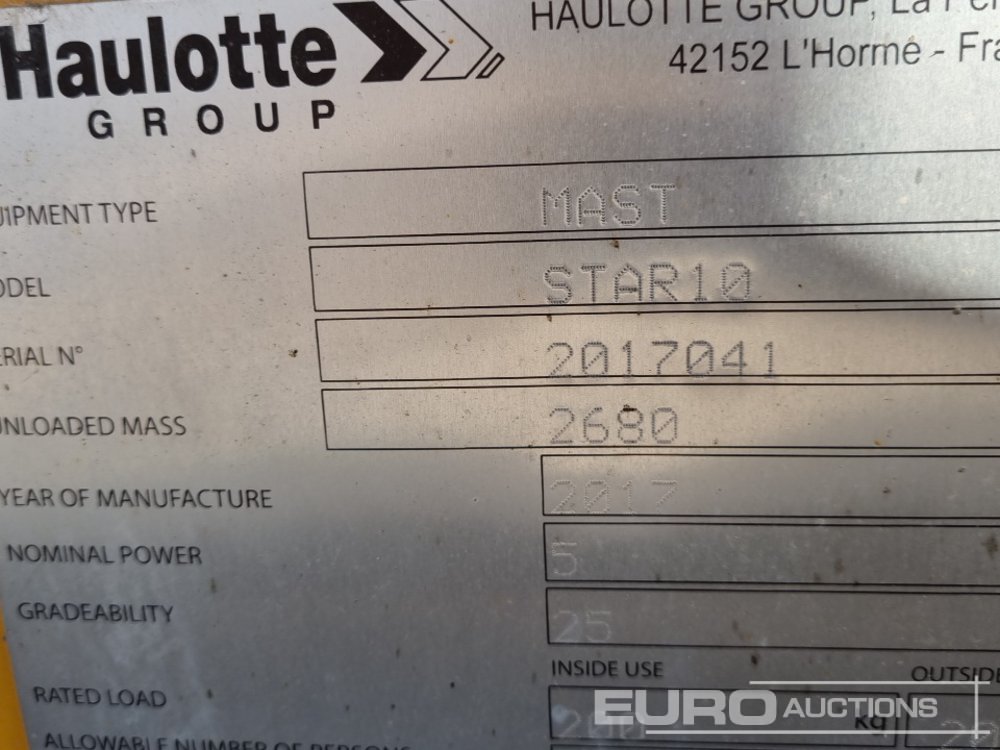 Haulotte
GROUP
HAULOTTE GROUP, La Pe
42152 L'Horme - Fra
UIPMENT TYPE MAST
ODEL STAR10
ERIAL N° 2017041
UNLOADED MASS 2680
YEAR OF MANUFACTURE 2017
NOMINAL POWER 5
GRADEABILITY 25
INSIDE USE OUTSIDE
RATED LOAD kg
ALLOWABLE NUMBER OF PERSONS
EURO AUCTIONS